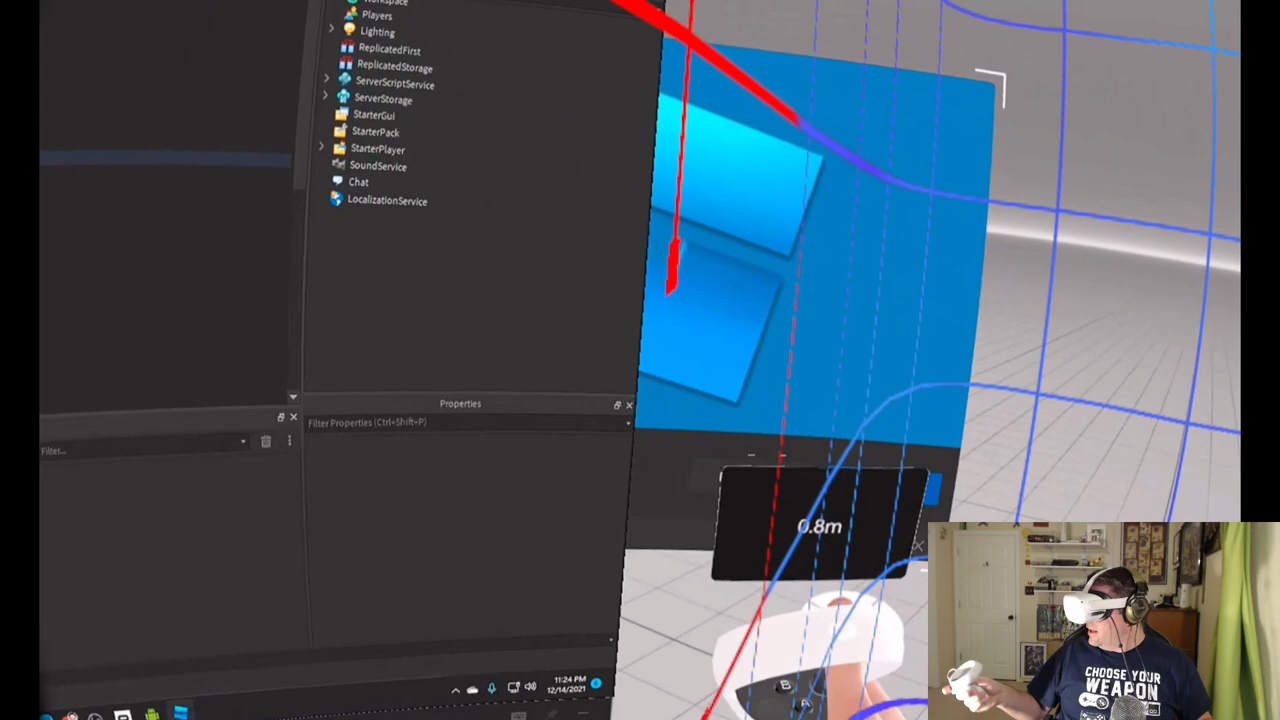 Workspace
Players
Lighting
ReplicatedFirst
ReplicatedStorage
ServerScriptService
ServerStorage
StarterGui
StarterPack
StarterPlayer
SoundService
Chat
LocalizationService
Properties
Filter Properties (Ctrl+Shift+P)
Filter...
0.8m
B
A
11:24 PM
12/14/2021
CHOOSE YOUR
WEAPON